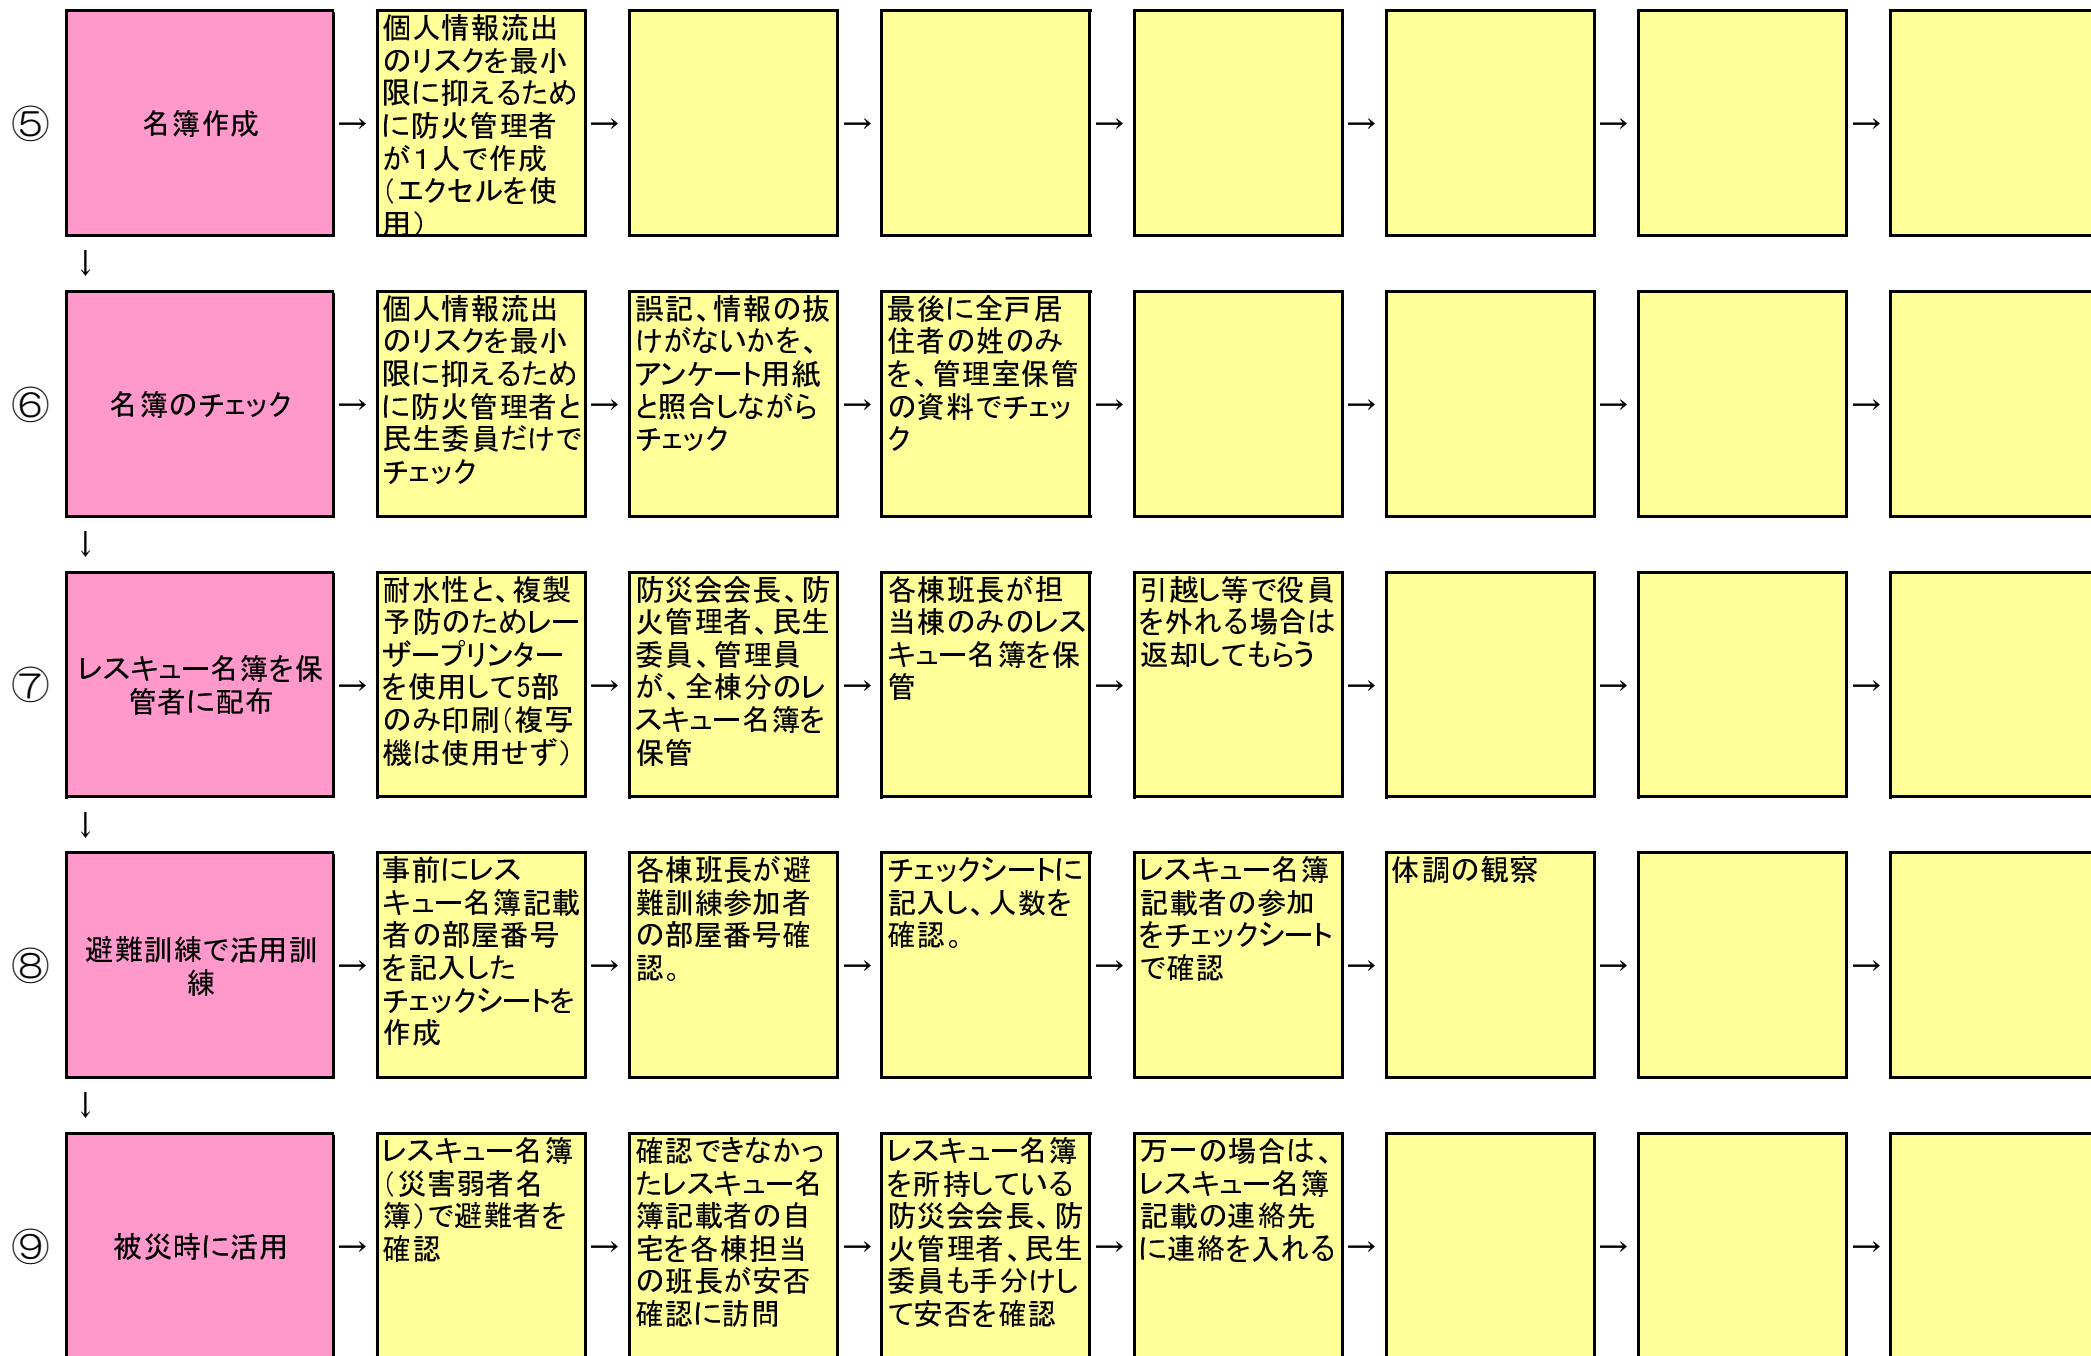 ⑤
名簿作成
→
個人情報流出
のリスクを最小
限に抑えるため
に防火管理者
が1人で作成
（エクセルを使
用）
→
→
→
→
→
→
↓
⑥
名簿のチェック
→
個人情報流出
のリスクを最小
限に抑えるため
に防火管理者と
民生委員だけで
チェック
→
誤記、情報の抜
けがないかを、
アンケート用紙
と照合しながら
チェック
→
最後に全戸居
住者の姓のみ
を、管理室保管
の資料でチェッ
ク
→
→
→
→
↓
⑦
レスキュー名簿を保
管者に配布
→
耐水性と、複製
予防のためレー
ザープリンター
を使用して5部
のみ印刷（複写
機は使用せず）
→
防災会会長、防
火管理者、民生
委員、管理員
が、全棟分のレ
スキュー名簿を
保管
→
各棟班長が担
当棟のみのレス
キュー名簿を保
管
→
引越し等で役員
を外れる場合は
返却してもらう
→
→
→
↓
⑧
避難訓練で活用訓
練
→
事前にレス
キュー名簿記載
者の部屋番号
を記入した
チェックシートを
作成
→
各棟班長が避
難訓練参加者
の部屋番号確
認。
→
チェックシートに
記入し、人数を
確認。
→
レスキュー名簿
記載者の参加
をチェックシート
で確認
→
体調の観察
→
→
↓
⑨
被災時に活用
→
レスキュー名簿
（災害弱者名
簿）で避難者を
確認
→
確認できなかっ
たレスキュー名
簿記載者の自
宅を各棟担当
の班長が安否
確認に訪問
→
レスキュー名簿
を所持している
防災会会長、防
火管理者、民生
委員も手分けし
て安否を確認
→
万一の場合は、
レスキュー名簿
記載の連絡先
に連絡を入れる
→
→
→